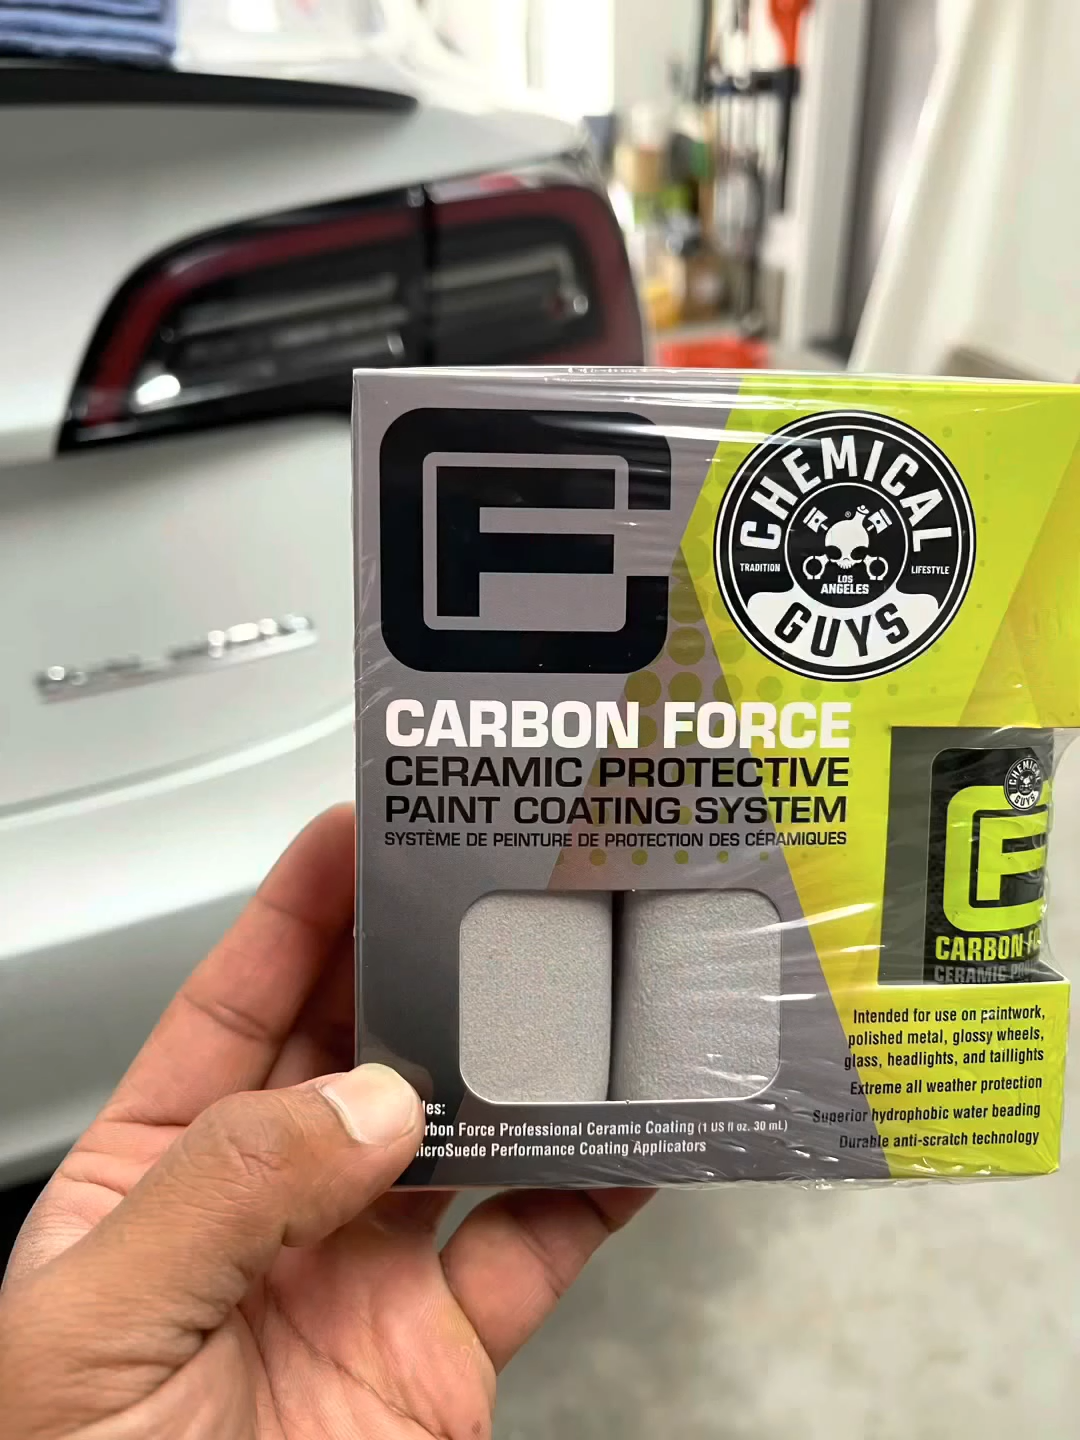 CHEMICAL
GUYS
TRADITION
LIFESTYLE
LOS
ANGELES
CF
CARBON FORCE
CERAMIC PROTECTIVE
PAINT COATING SYSTEM
SYSTÈME DE PEINTURE DE PROTECTION DES CÉRAMIQUES
CHEMICAL
GUYS
CF
CARBON
CERAMIC
Intended for use on paintwork,
polished metal, glossy wheels,
glass, headlights, and taillights
Extreme all weather protection
Superior hydrophobic water beading
Durable anti-scratch technology
Force Professional Ceramic Coating (1 US fl oz. 30 mL)
Performance Coating Applicators